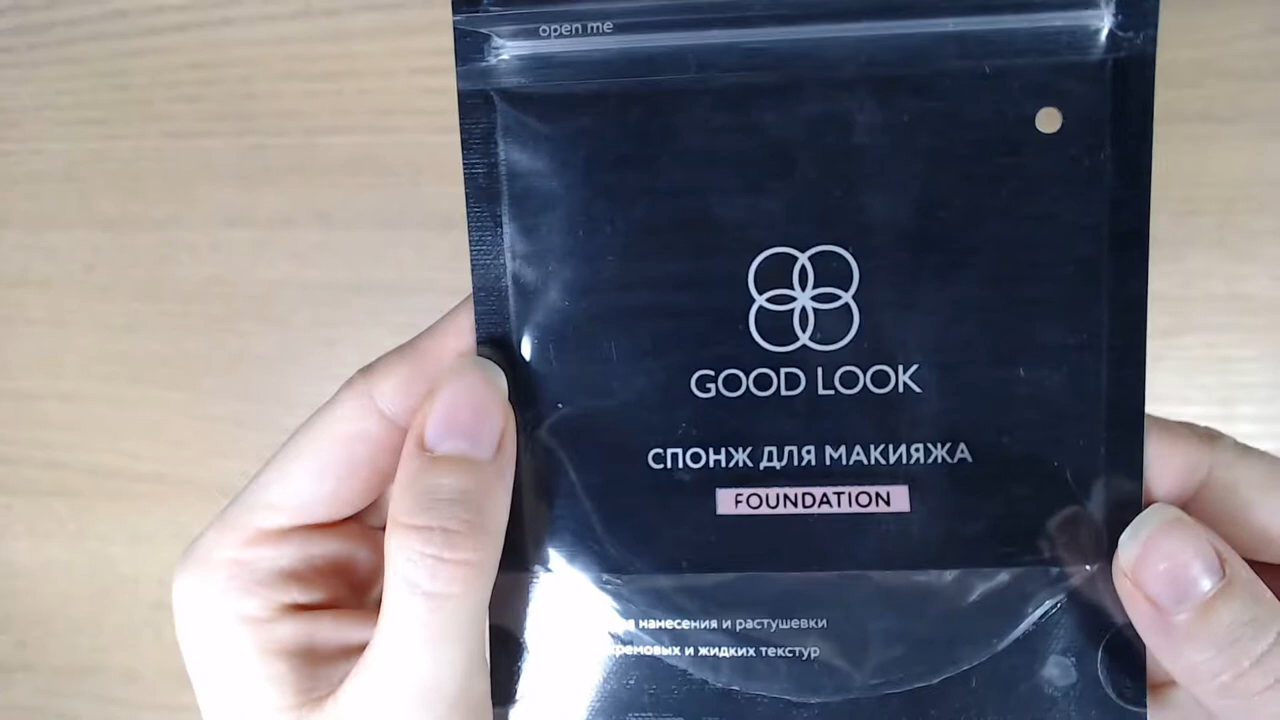 open me
GOOD LOOK
СПОНЖ ДЛЯ МАКИЯЖА
FOUNDATION
нанесения и растушевки
кремовых и жидких текстур